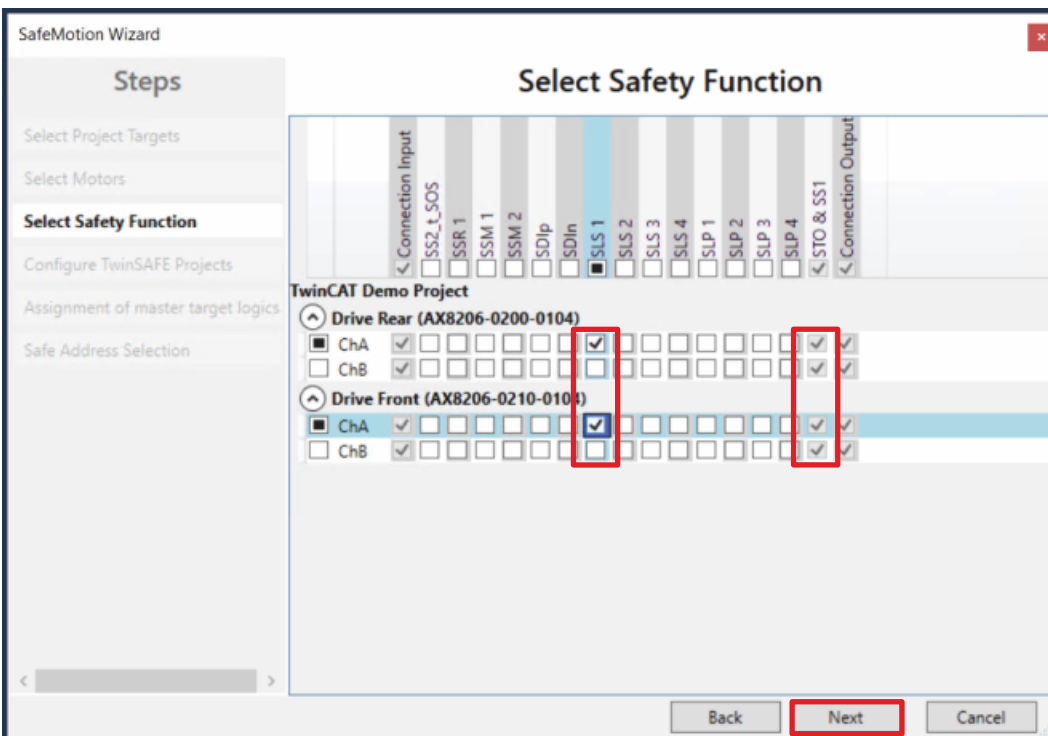 SafeMotion Wizard
Steps
Select Project Targets
Select Motors
Select Safety Function
Configure TwinSAFE Projects
Assignment of master target logics
Safe Address Selection
Select Safety Function
Connection Input
SS2_t_SOS
SSR 1
SSM 1
SSM 2
SDIp
SDIn
SLS 1
SLS 2
SLS 3
SLS 4
SLP 1
SLP 2
SLP 3
SLP 4
STO & SS1
Connection Output
TwinCAT Demo Project
Drive Rear (AX8206-0200-0104)
ChA
ChB
Drive Front (AX8206-0210-0104)
ChA
ChB
Back
Next
Cancel